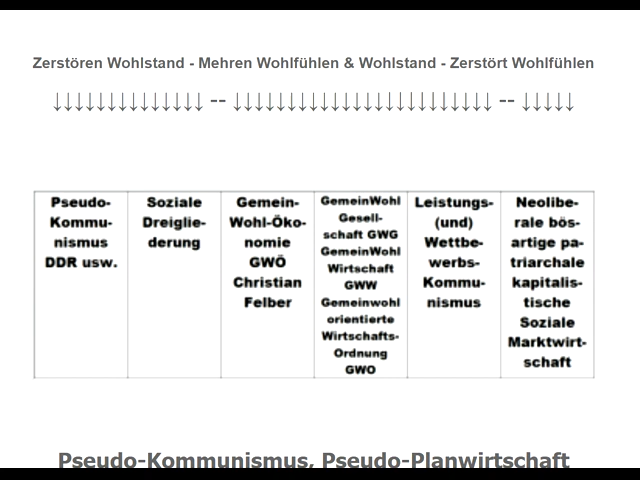 Zerstören Wohlstand - Mehren Wohlfühlen & Wohlstand - Zerstört Wohlfühlen
↓↓↓↓↓↓↓↓↓↓↓↓↓↓ -- ↓↓↓↓↓↓↓↓↓↓↓↓↓↓↓↓↓↓↓↓↓↓↓↓ -- ↓↓↓↓↓
Pseudo-
Kommu-
nismus
DDR usw.
Soziale
Dreiglie-
derung
Gemein-
Wohl-Öko-
nomie
GWÖ
Christian
Felber
GemeinWohl
Gesell-
schaft GWG
GemeinWohl
Wirtschaft
GWW
Gemeinwohl
orientierte
Wirtschafts-
Ordnung
GWO
Leistungs-
(und)
Wettbe-
werbs-
Kommu-
nismus
Neolibe-
rale bös-
artige pa-
triarchale
kapitalis-
tische
Soziale
Marktwirt-
schaft
Pseudo-Kommunismus, Pseudo-Planwirtschaft